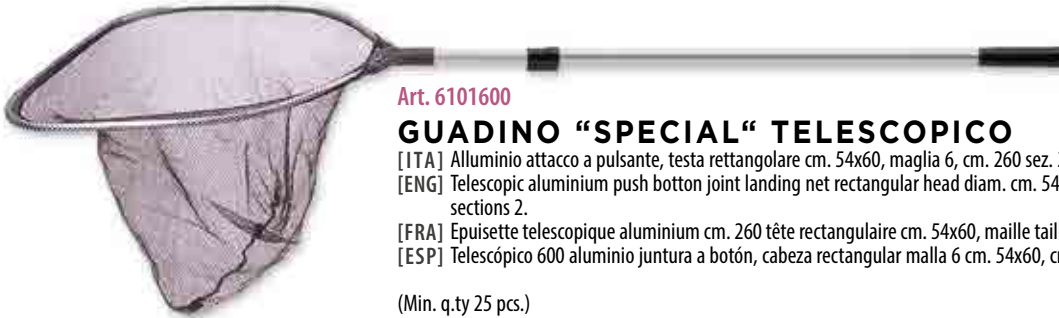 Art. 6101600
GUADINO “SPECIAL“ TELESCOPICO
[ITA] Alluminio attacco a pulsante, testa rettangolare cm. 54x60, maglia 6, cm. 260 sez.
[ENG] Telescopic aluminium push botton joint landing net rectangular head diam. cm. 54
sections 2.
[FRA] Epuisette telescopique aluminium cm. 260 tête rectangulaire cm. 54x60, maille
[ESP] Telescópico 600 aluminio juntura a botón, cabeza rectangular malla 6 cm. 54x60,
(Min. q.ty 25 pcs.)